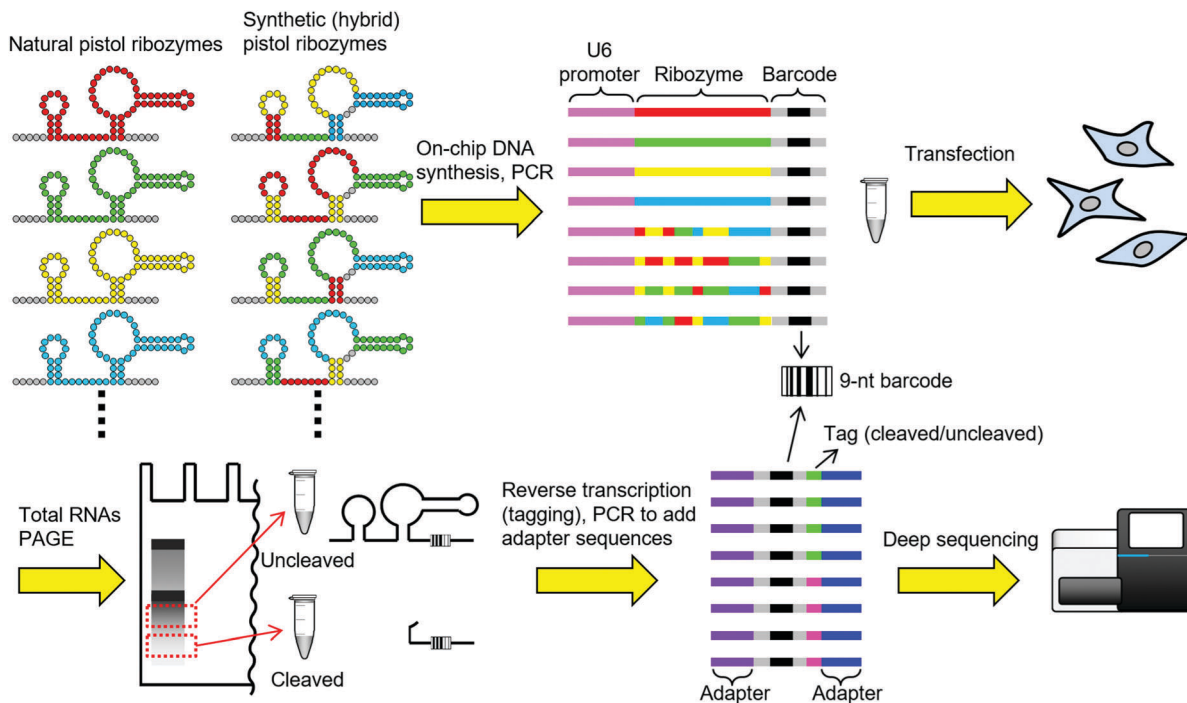 Natural pistol ribozymes
Synthetic (hybrid)
pistol ribozymes
On-chip DNA
synthesis, PCR
U6
promoter
Ribozyme
Barcode
Transfection
9-nt barcode
Tag (cleaved/uncleaved)
Total RNAs
PAGE
Uncleaved
Cleaved
Reverse transcription
(tagging), PCR to add
adapter sequences
Deep sequencing
Adapter
Adapter